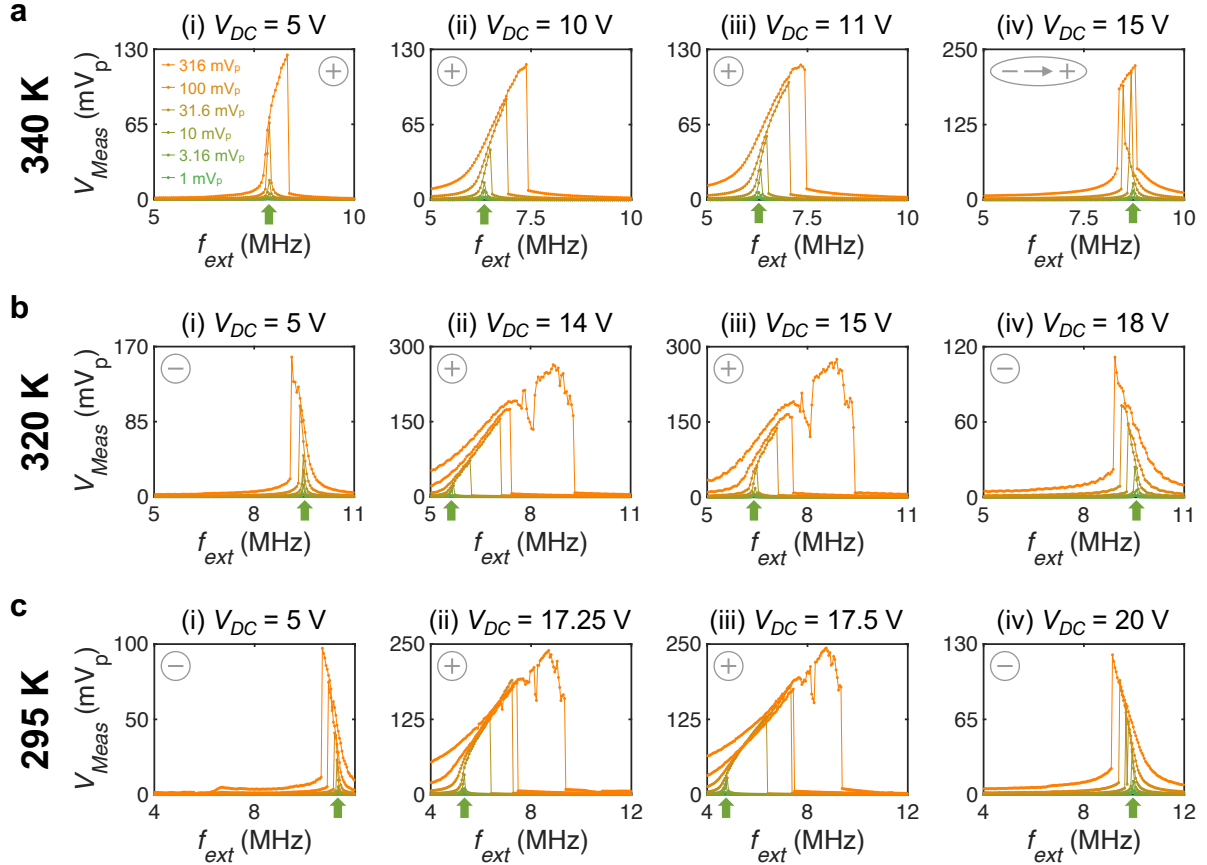 a
340 K
(i) V_DC = 5 V
(ii) V_DC = 10 V
(iii) V_DC = 11 V
(iv) V_DC = 15 V
V_Meas (mV_p)
130
65
0
316 mV_p
100 mV_p
31.6 mV_p
10 mV_p
3.16 mV_p
1 mV_p
+
5 10
f_ext (MHz)
130
65
0
+
5 7.5 10
f_ext (MHz)
130
65
0
+
5 7.5 10
f_ext (MHz)
250
125
0
− → +
5 7.5 10
f_ext (MHz)
b
320 K
(i) V_DC = 5 V
(ii) V_DC = 14 V
(iii) V_DC = 15 V
(iv) V_DC = 18 V
V_Meas (mV_p)
170
85
0
−
5 8 11
f_ext (MHz)
300
150
0
+
5 8 11
f_ext (MHz)
300
150
0
+
5 8 11
f_ext (MHz)
120
60
0
−
5 8 11
f_ext (MHz)
c
295 K
(i) V_DC = 5 V
(ii) V_DC = 17.25 V
(iii) V_DC = 17.5 V
(iv) V_DC = 20 V
V_Meas (mV_p)
100
50
0
−
4 8
f_ext (MHz)
250
125
0
+
4 8 12
f_ext (MHz)
250
125
0
+
4 8 12
f_ext (MHz)
130
65
0
−
4 8 12
f_ext (MHz)